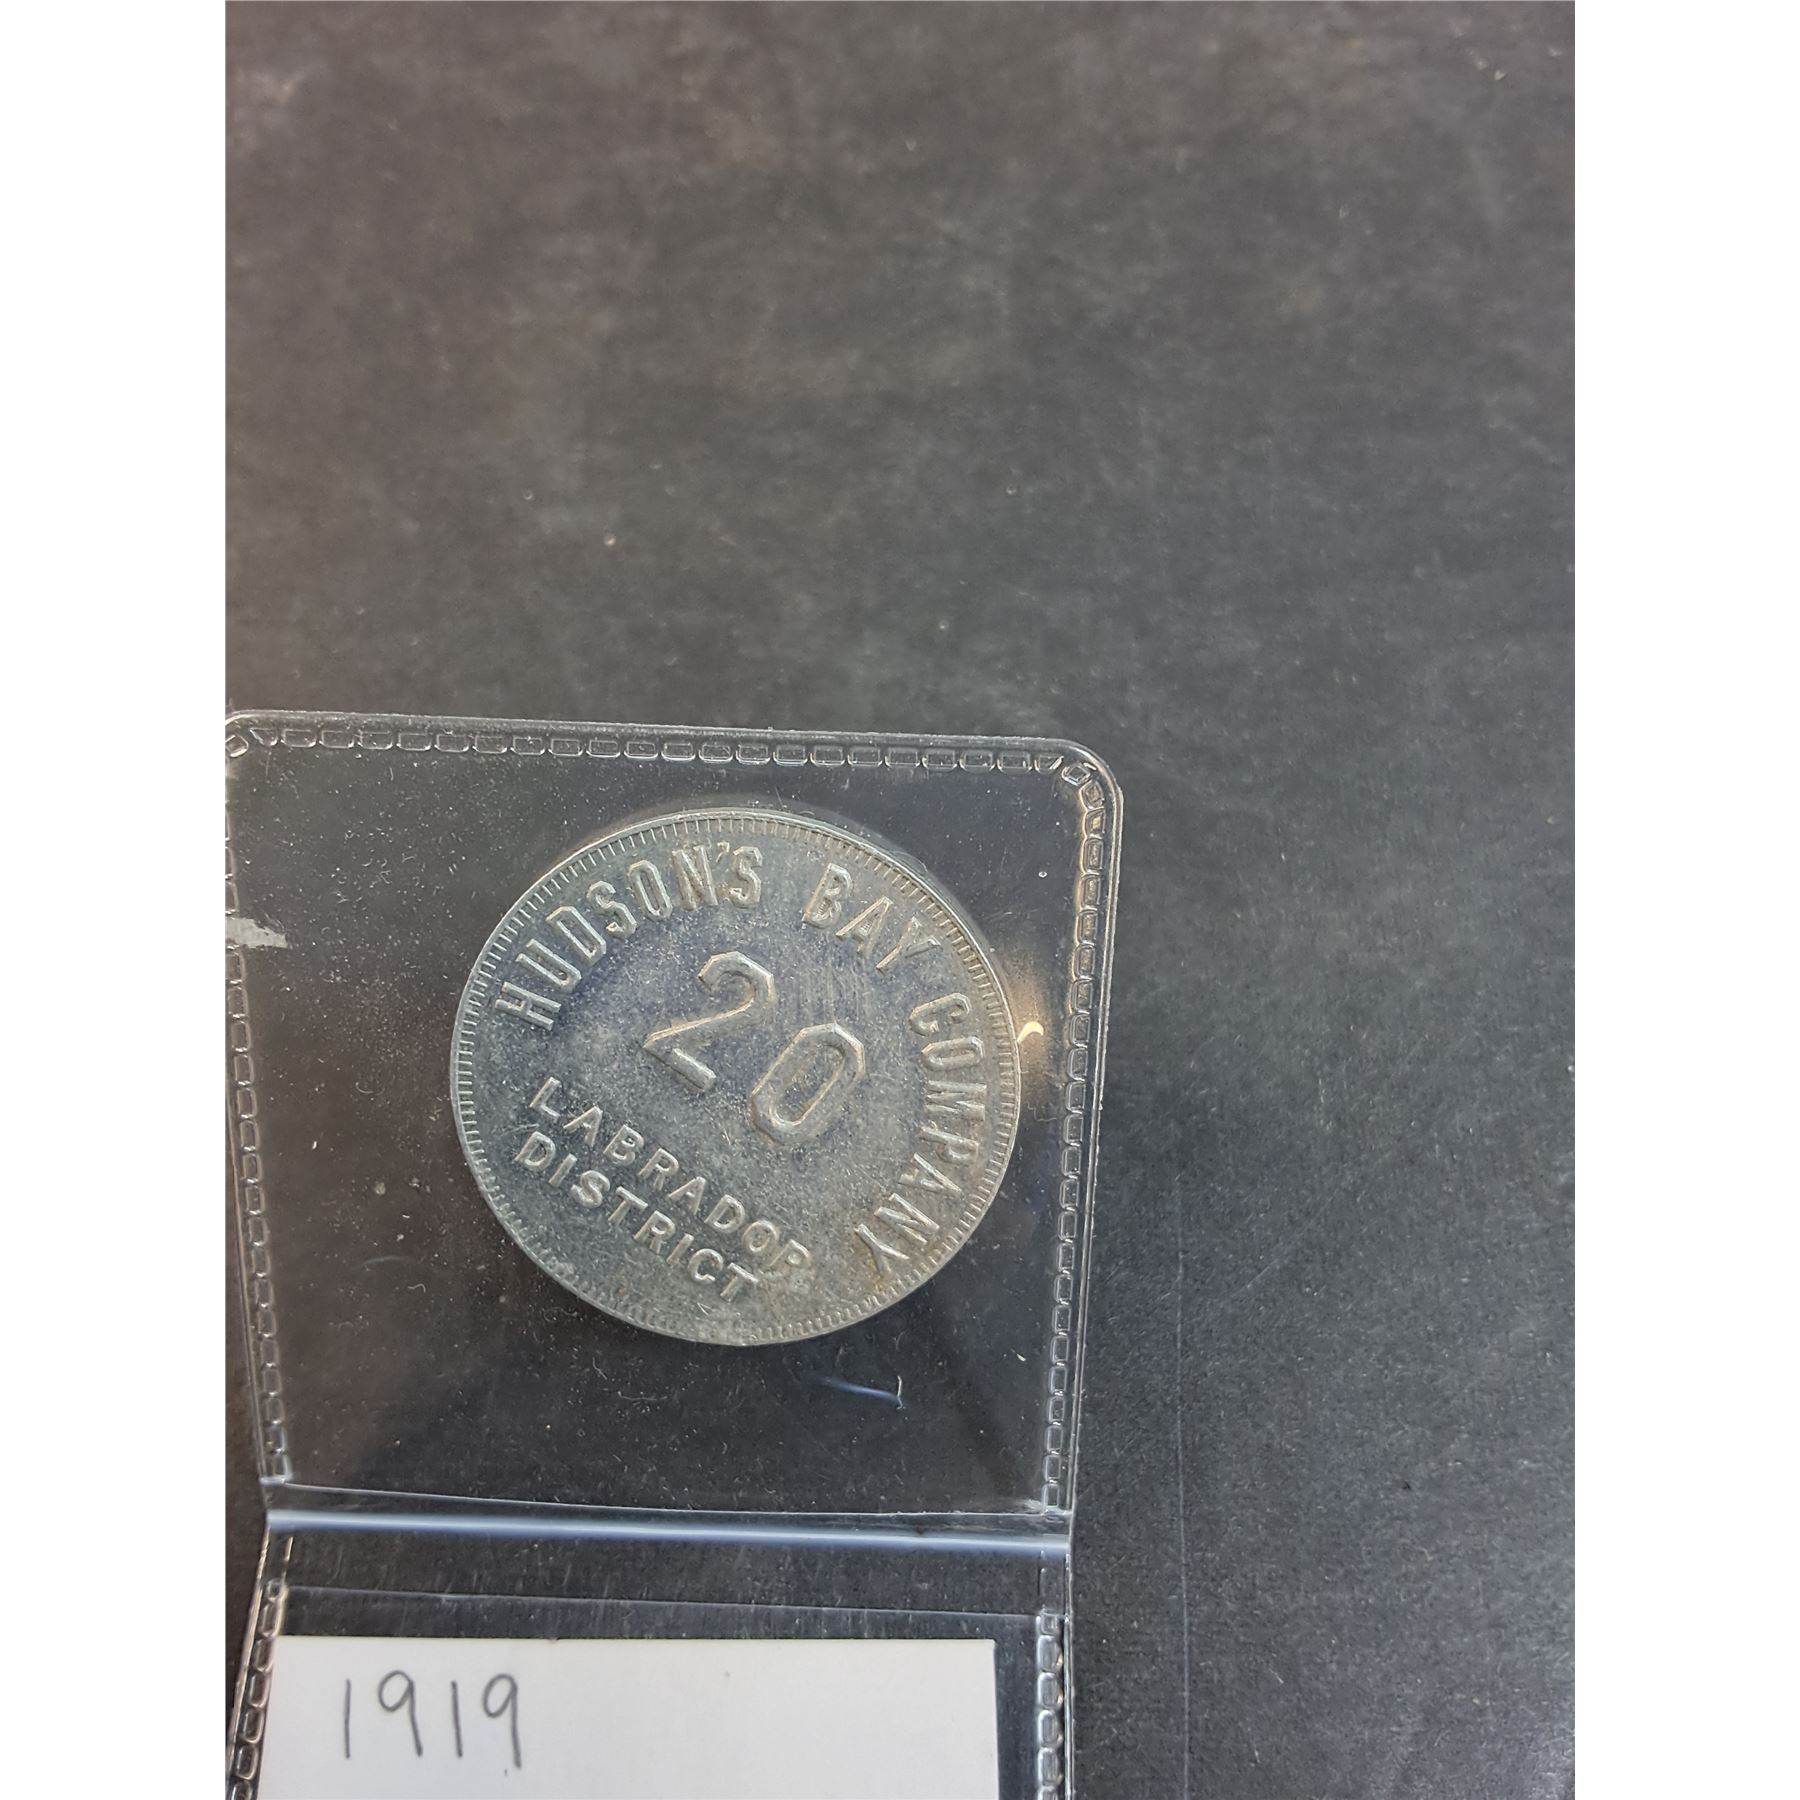 HUDSON'S BAY COMPANY
20
LABRADOR
DISTRICT
1919